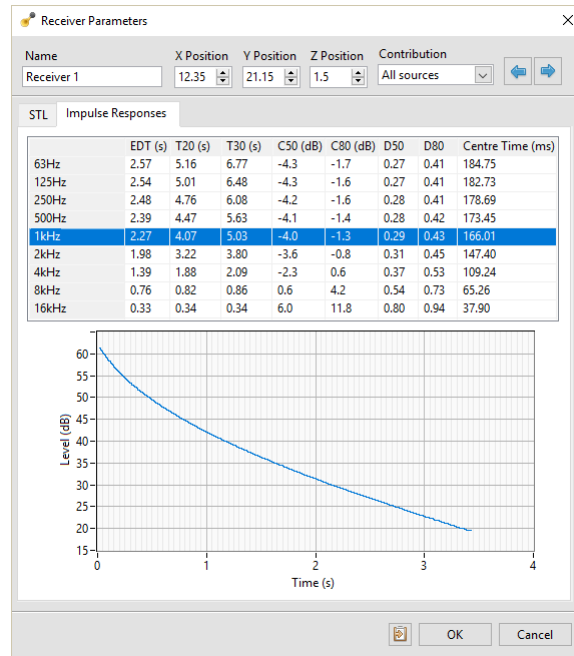 Receiver Parameters
Name X Position Y Position Z Position Contribution
Receiver 1 12.35 21.15 1.5 All sources
STL Impulse Responses
EDT (s) T20 (s) T30 (s) C50 (dB) C80 (dB) D50 D80 Centre Time (ms)
63Hz 2.57 5.16 6.77 -4.3 -1.7 0.27 0.41 184.75
125Hz 2.54 5.01 6.48 -4.3 -1.6 0.27 0.41 182.73
250Hz 2.48 4.76 6.08 -4.2 -1.6 0.28 0.41 178.69
500Hz 2.39 4.47 5.63 -4.1 -1.4 0.28 0.42 173.45
1kHz 2.27 4.07 5.03 -4.0 -1.3 0.29 0.43 166.01
2kHz 1.98 3.22 3.80 -3.6 -0.8 0.31 0.45 147.40
4kHz 1.39 1.88 2.09 -2.3 0.6 0.37 0.53 109.24
8kHz 0.76 0.82 0.86 0.6 4.2 0.54 0.73 65.26
16kHz 0.33 0.34 0.34 6.0 11.8 0.80 0.94 37.90
60
55
50
45
40
35
30
25
20
15
Level (dB)
0 1 2 3 4
Time (s)
OK Cancel